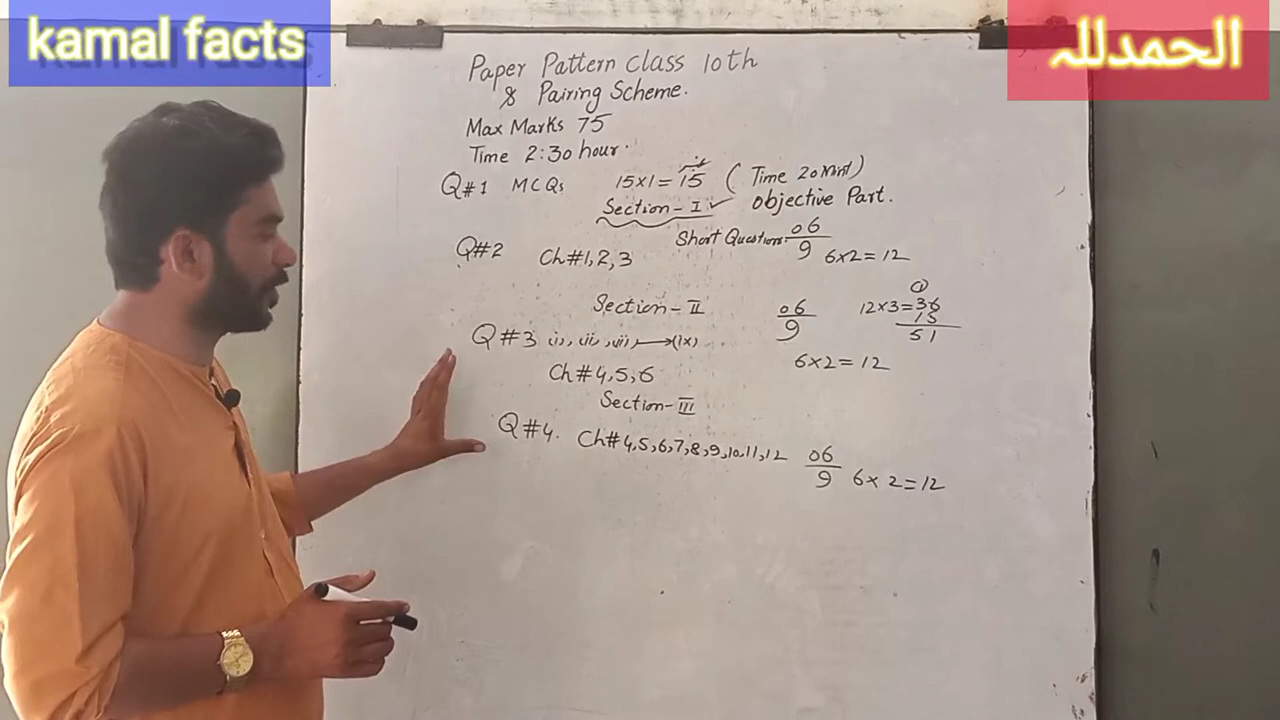 kamal facts
الحمدللہ
Paper Pattern Class 10th
& Pairing Scheme.
Max Marks 75
Time 2:30 hour.
Q#1 MCQs 15x1=15 (Time 20 Mint)
Section-I ✓ Objective Part.
Short Question: 06/9
Q#2 Ch#1,2,3 6x2=12
Section-II 06/9 12x3=36
15
51
Q#3 (i), (ii), (iii), →(ix)
6x2=12
Ch#4,5,6
Section-III
Q#4. Ch#4,5,6,7,8,9,10,11,12 06/9 6x2=12